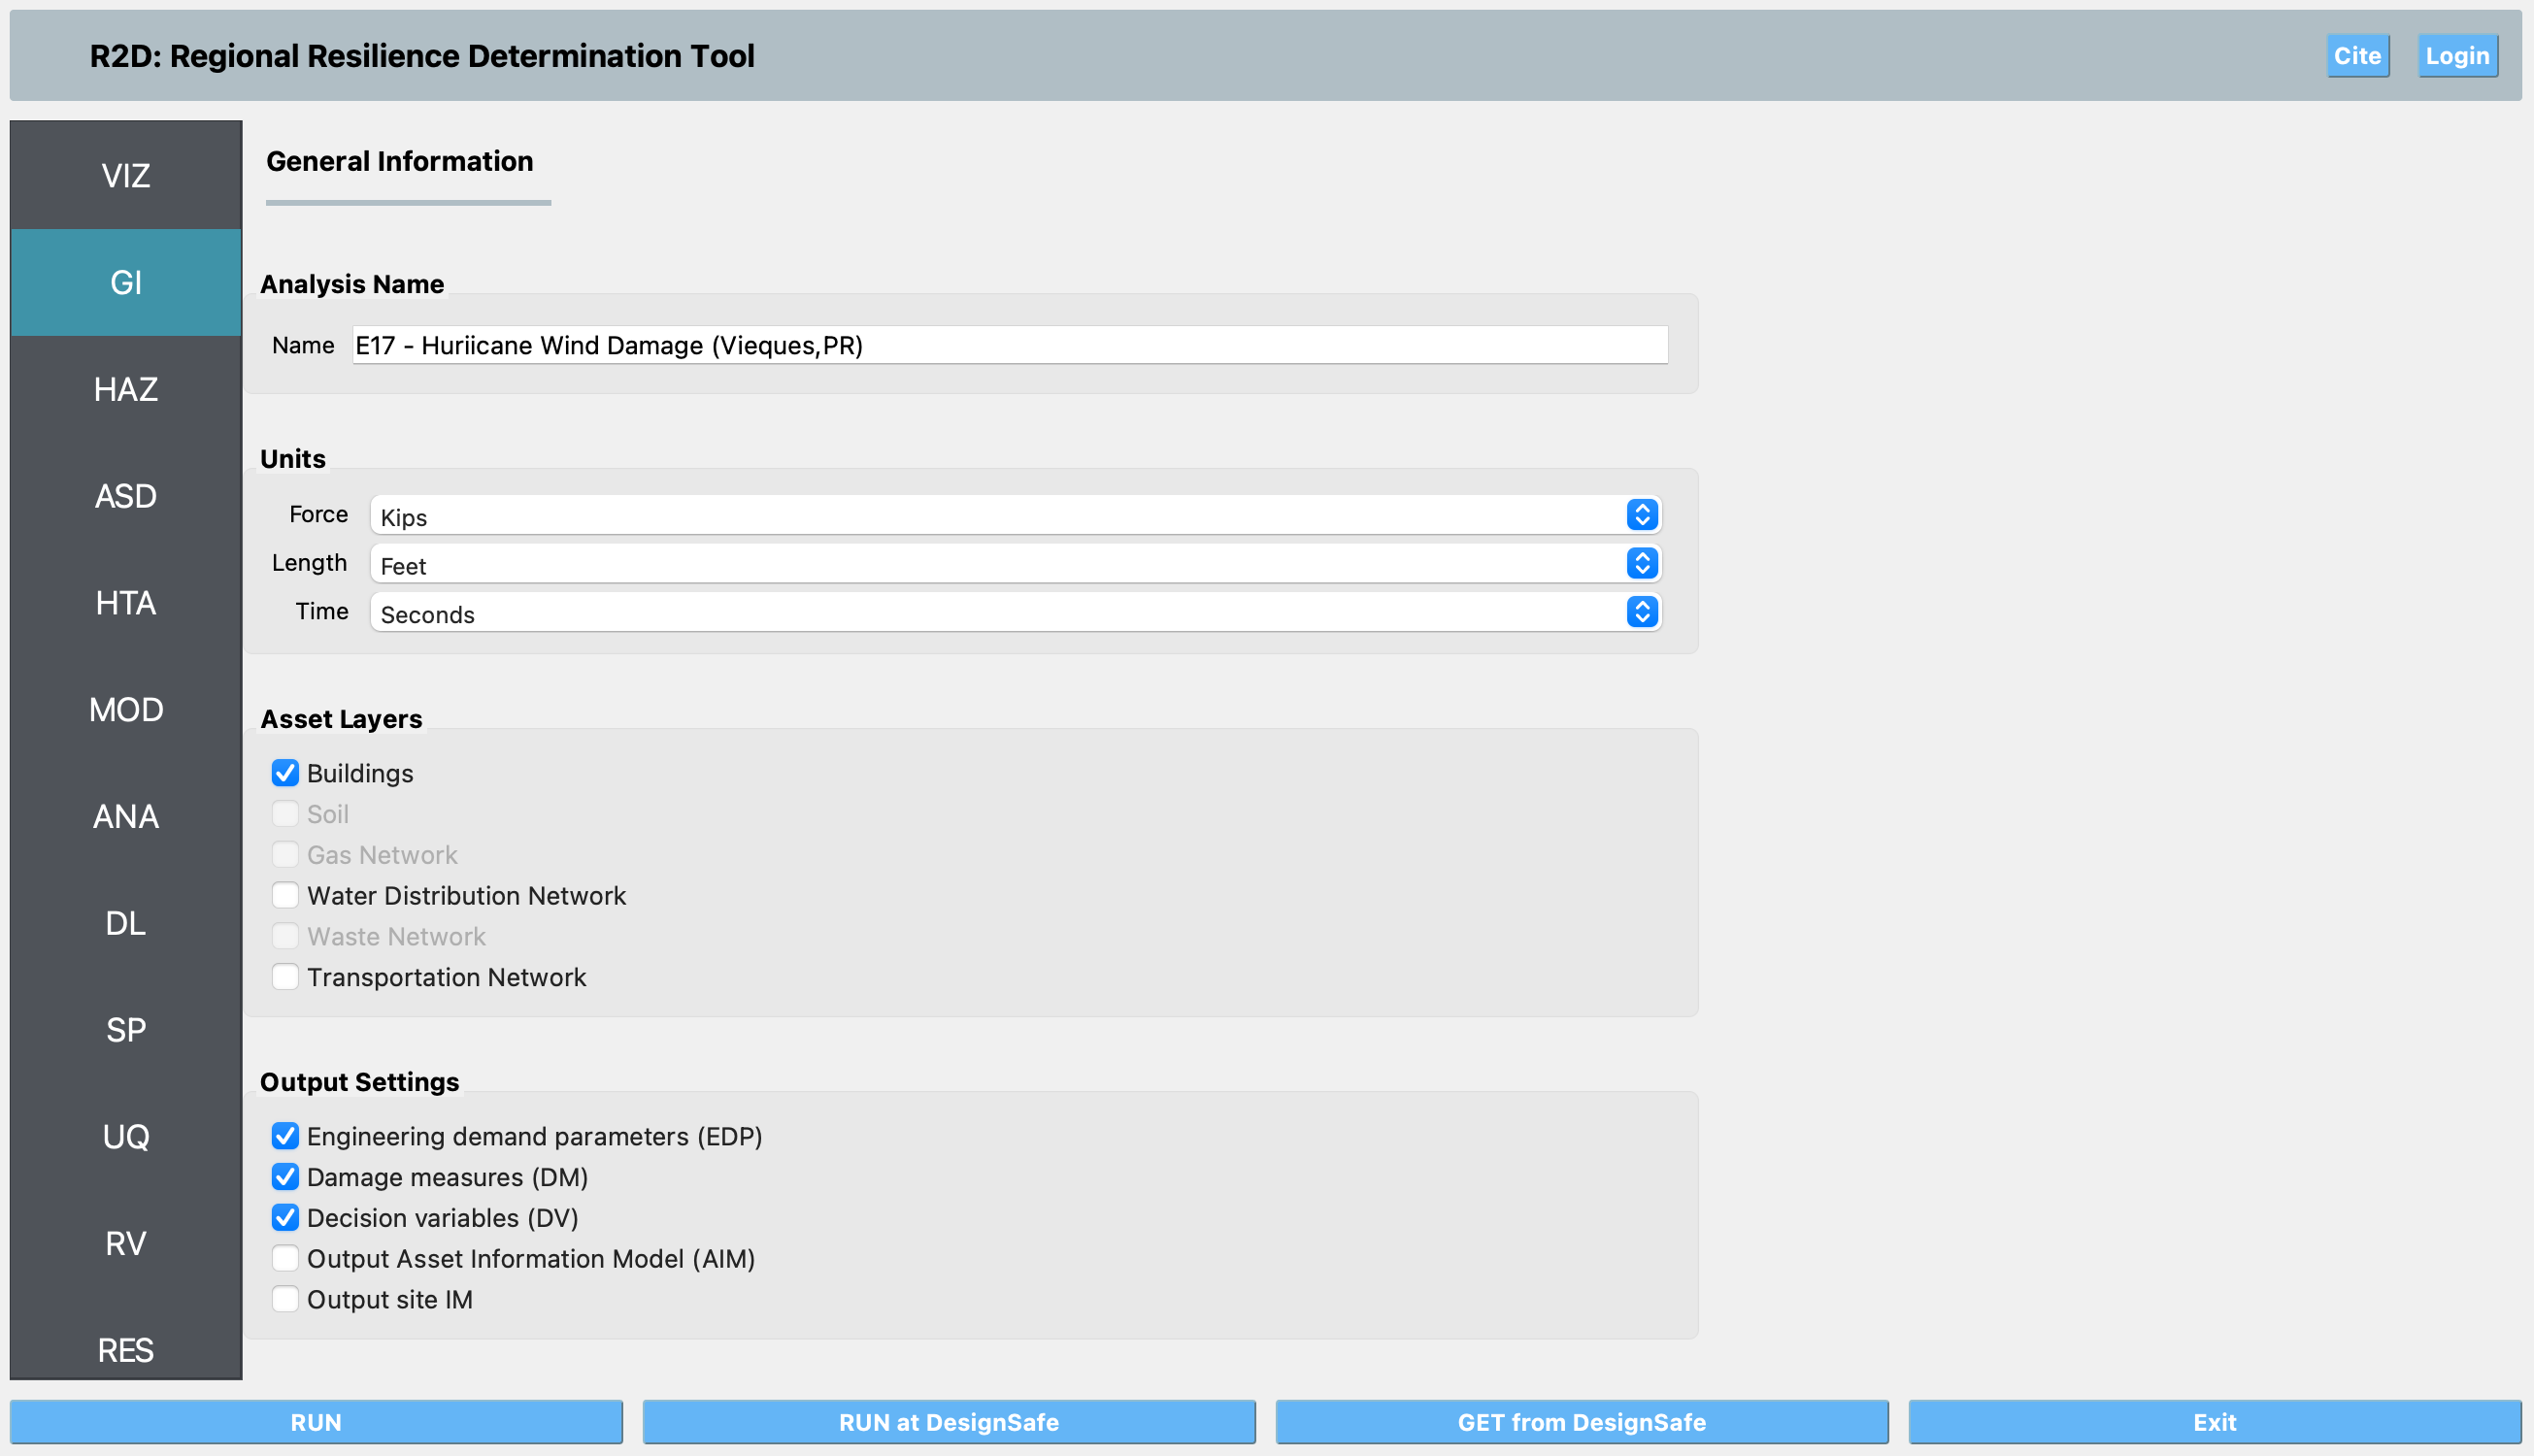 R2D: Regional Resilience Determination Tool
Cite
Login
VIZ
GI
HAZ
ASD
HTA
MOD
ANA
DL
SP
UQ
RV
RES
General Information
Analysis Name
Name E17 - Huriicane Wind Damage (Vieques,PR)
Units
Force Kips
Length Feet
Time Seconds
Asset Layers
Buildings
Soil
Gas Network
Water Distribution Network
Waste Network
Transportation Network
Output Settings
Engineering demand parameters (EDP)
Damage measures (DM)
Decision variables (DV)
Output Asset Information Model (AIM)
Output site IM
RUN
RUN at DesignSafe
GET from DesignSafe
Exit